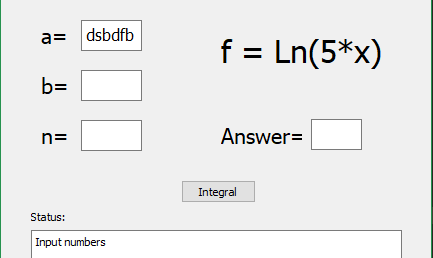 a= dsbdfb
f = Ln(5*x)
b=
n=
Answer=
Integral
Status:
Input numbers